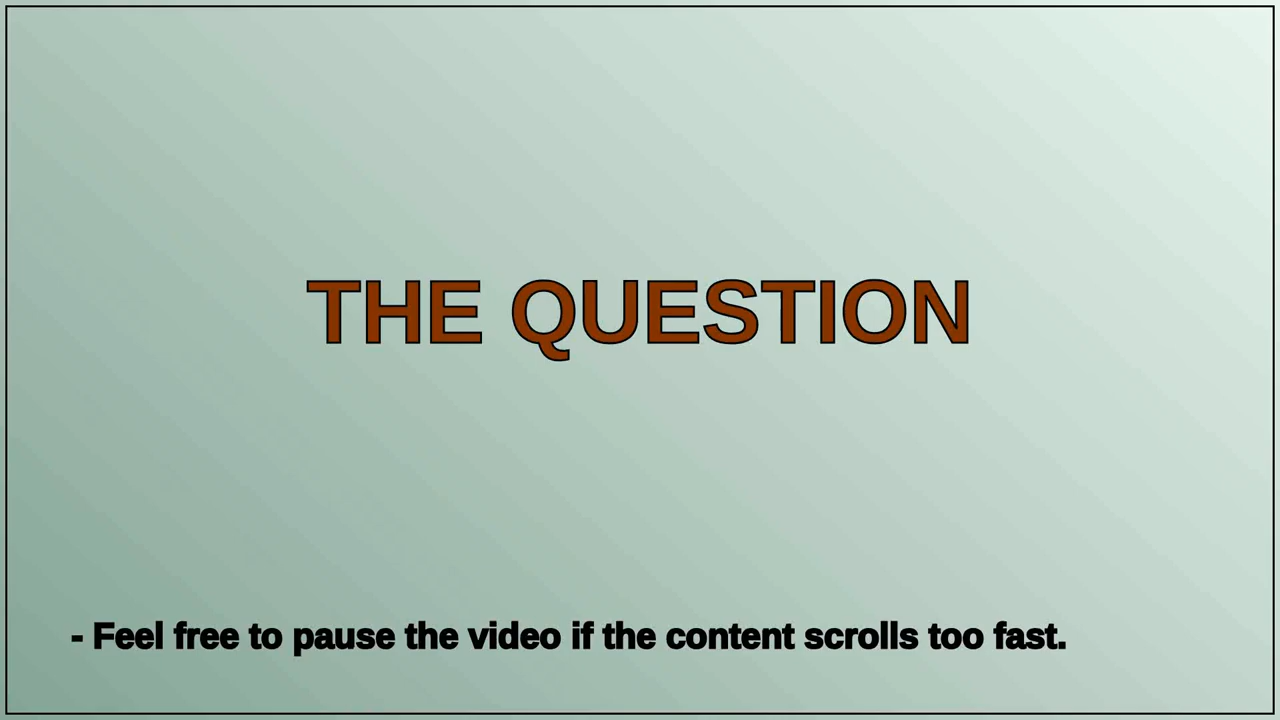 THE QUESTION
- Feel free to pause the video if the content scrolls too fast.